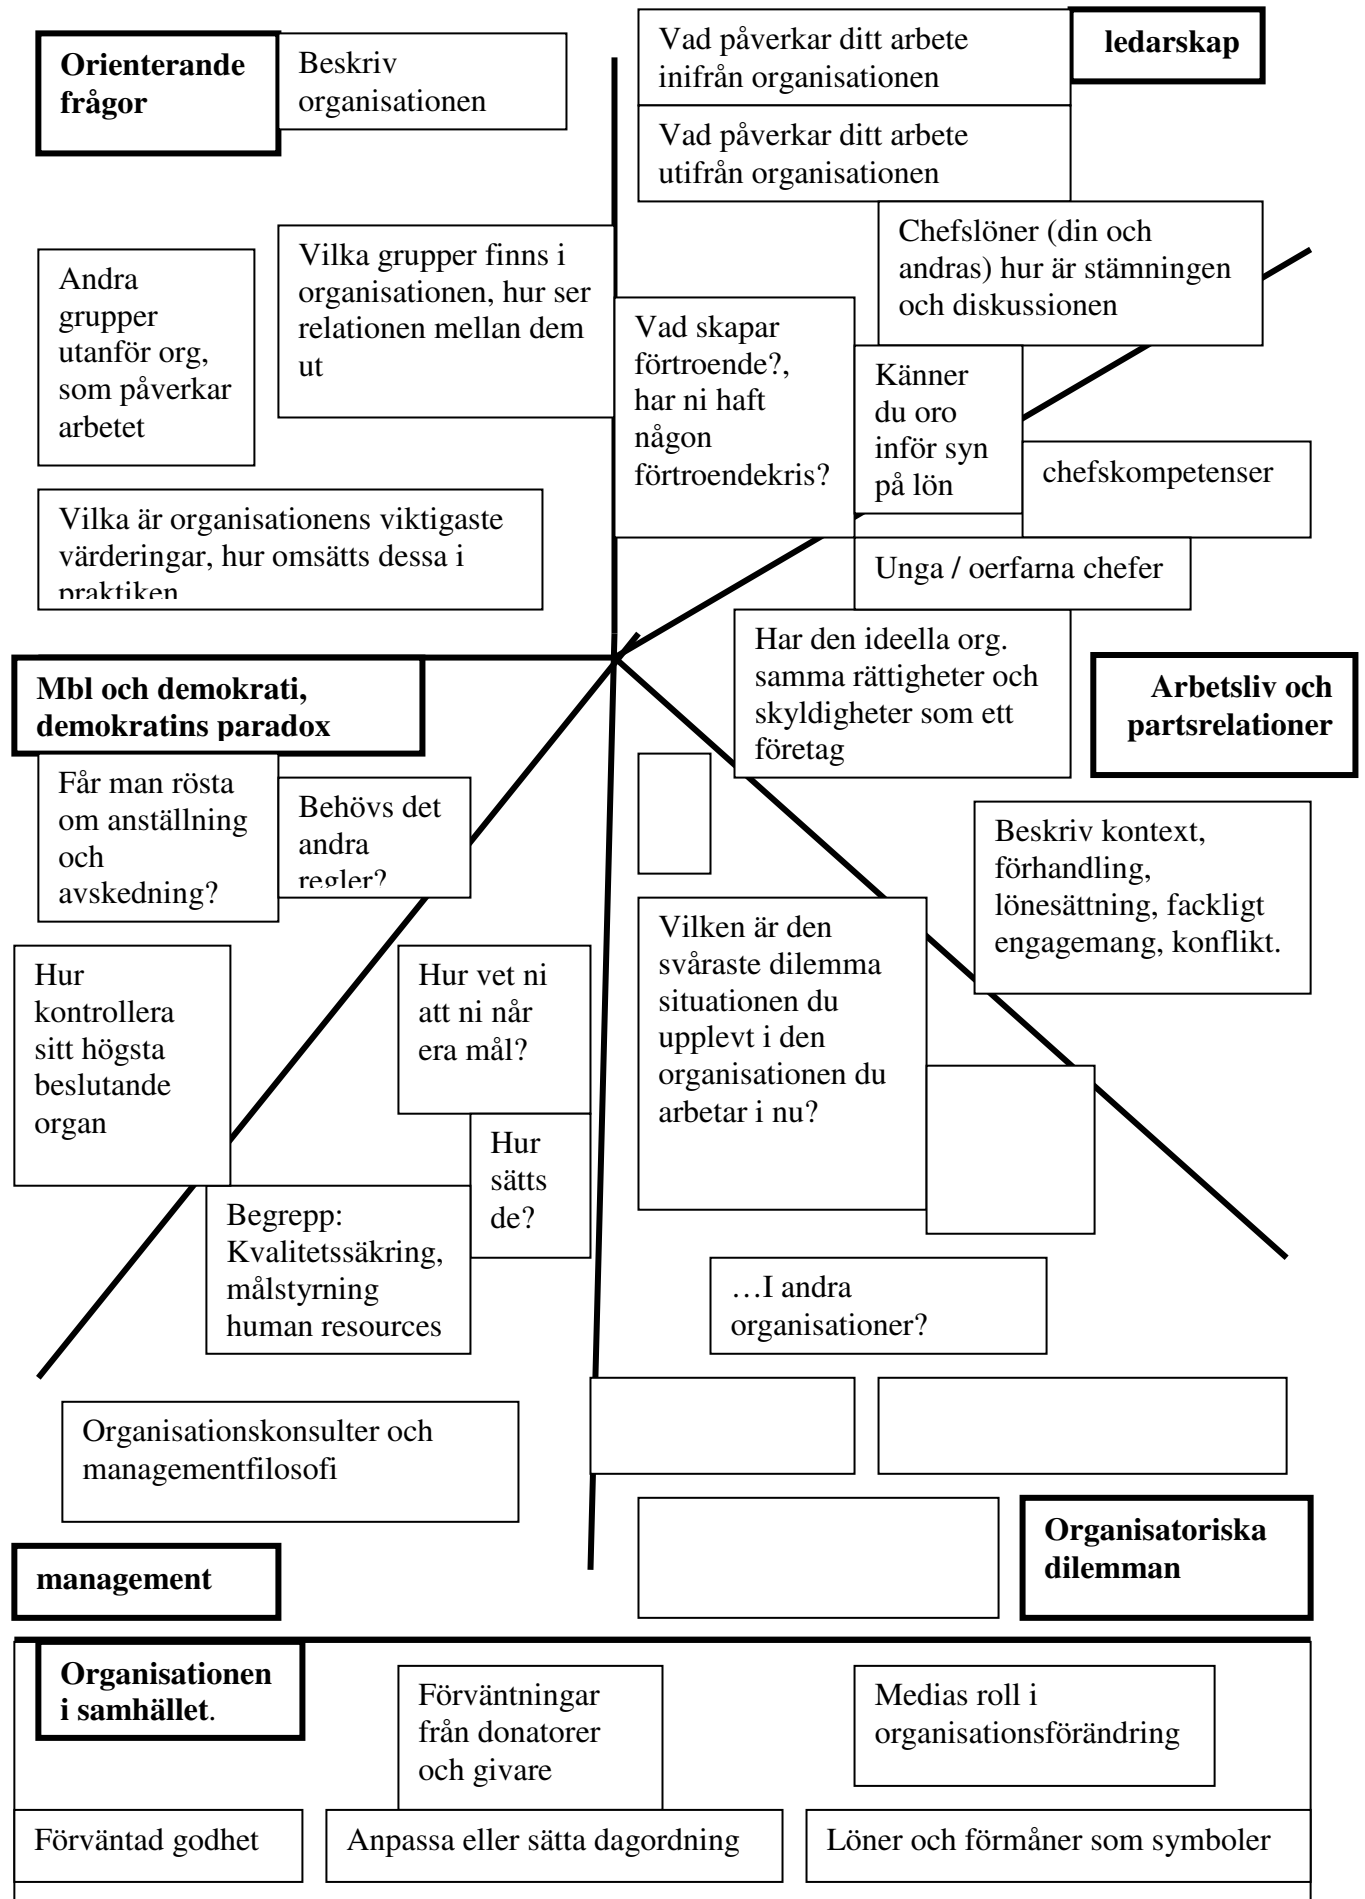 Orienterande
frågor
Beskriv
organisationen
Vad påverkar ditt arbete
inifrån organisationen
ledarskap
Vad påverkar ditt arbete
utifrån organisationen
Chefslöner (din och
andras) hur är stämningen
och diskussionen
Andra
grupper
utanför org,
som påverkar
arbetet
Vilka grupper finns i
organisationen, hur ser
relationen mellan dem
ut
Vad skapar
förtroende?,
har ni haft
någon
förtroendekris?
Känner
du oro
inför syn
på lön
chefskompetenser
Vilka är organisationens viktigaste
värderingar, hur omsätts dessa i
praktiken
Unga / oerfarna chefer
Har den ideella org.
samma rättigheter och
skyldigheter som ett
företag
Arbetsliv och
partsrelationer
Mbl och demokrati,
demokratins paradox
Får man rösta
om anställning
och
avskedning?
Behövs det
andra
regler?
Beskriv kontext,
förhandling,
lönesättning, fackligt
engagemang, konflikt.
Hur
kontrollera
sitt högsta
beslutande
organ
Hur vet ni
att ni når
era mål?
Vilken är den
svåraste dilemma
situationen du
upplevt i den
organisationen du
arbetar i nu?
Hur
sätts
de?
Begrepp:
Kvalitetssäkring,
målstyrning
human resources
…I andra
organisationer?
Organisationskonsulter och
managementfilosofi
Organisatoriska
dilemman
management
Organisationen
i samhället.
Förväntningar
från donatorer
och givare
Medias roll i
organisationsförändring
Förväntad godhet
Anpassa eller sätta dagordning
Löner och förmåner som symboler